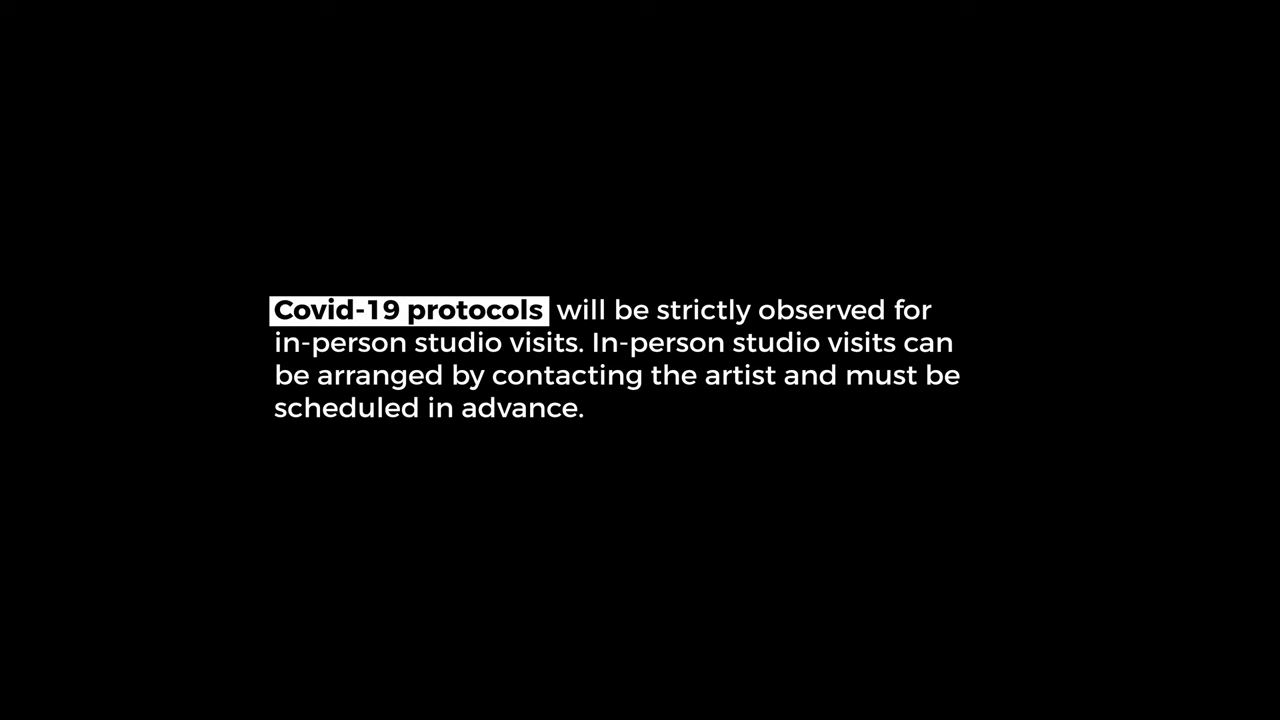 Covid-19 protocols will be strictly observed for
in-person studio visits. In-person studio visits can
be arranged by contacting the artist and must be
scheduled in advance.